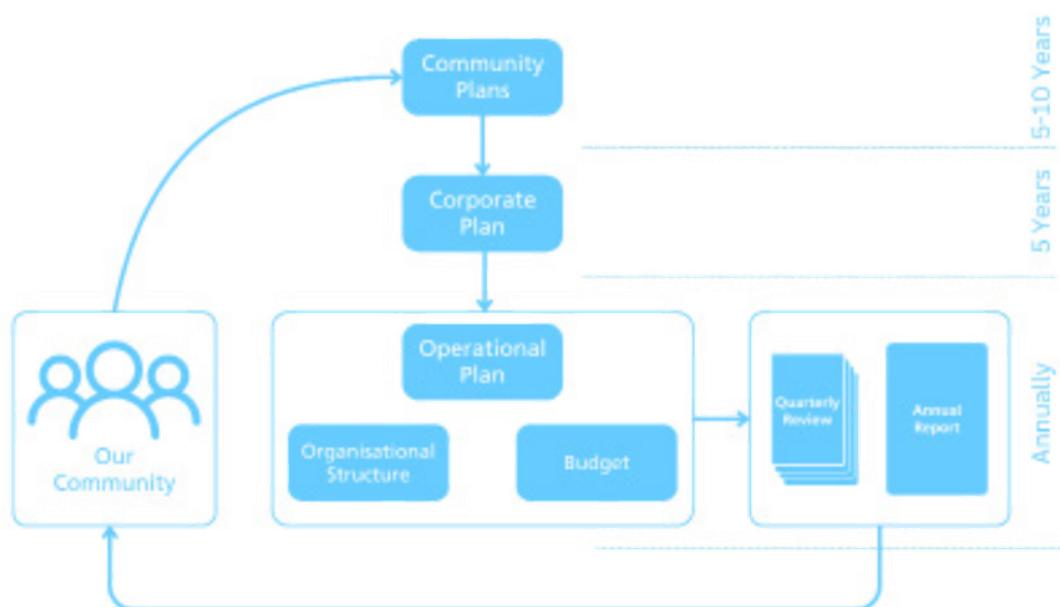 Community
Plans
5-10 Years
Corporate
Plan
5 Years
Our
Community
Operational
Plan
Organisational
Structure
Budget
Quarterly
Review
Annual
Report
Annually